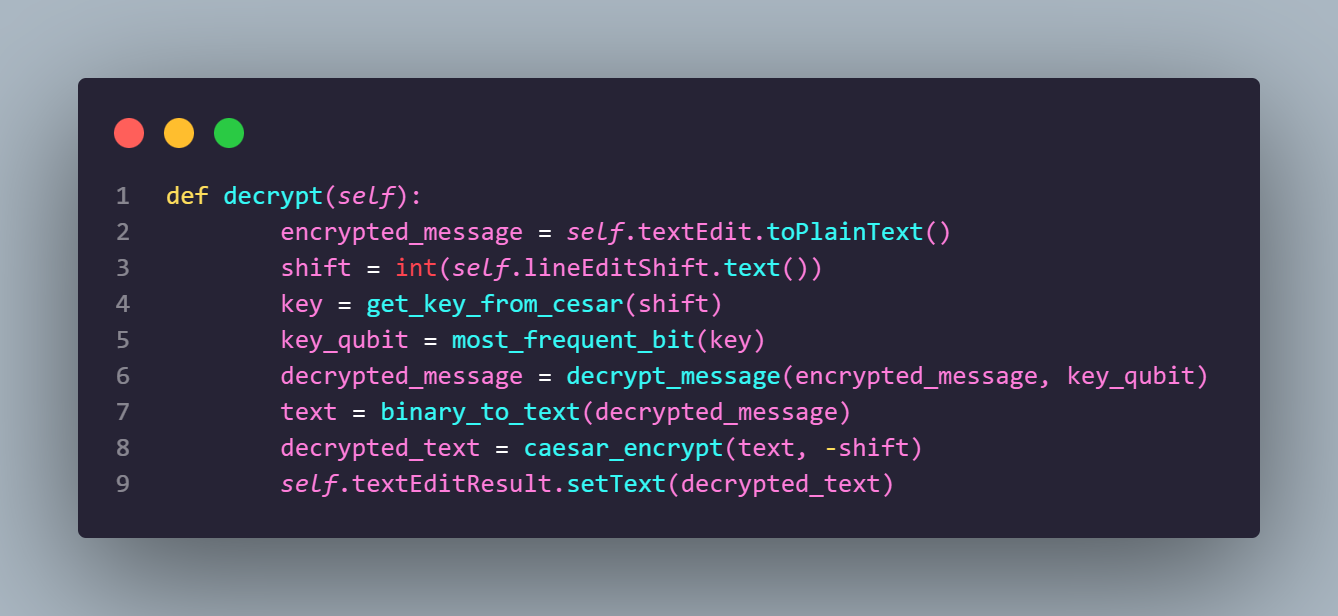 1 def decrypt(self):
2         encrypted_message = self.textEdit.toPlainText()
3         shift = int(self.lineEditShift.text())
4         key = get_key_from_cesar(shift)
5         key_qubit = most_frequent_bit(key)
6         decrypted_message = decrypt_message(encrypted_message, key_qubit)
7         text = binary_to_text(decrypted_message)
8         decrypted_text = caesar_encrypt(text, -shift)
9         self.textEditResult.setText(decrypted_text)